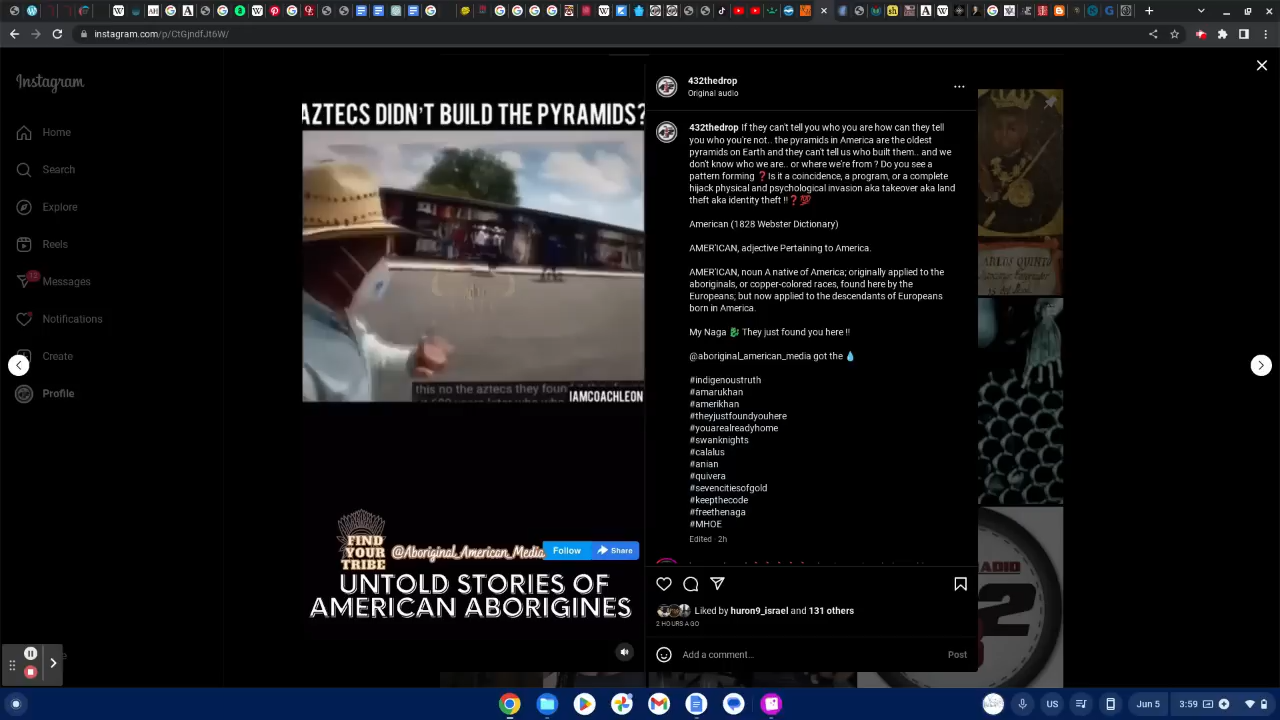 instagram.com/p/CtGjndfJt6W/
Instagram
Home
Search
Explore
Reels
Messages
Notifications
Create
Profile
AZTECS DIDN'T BUILD THE PYRAMIDS?
this no the aztecs they foun
IAMCOACHLEON
FIND
YOUR
TRIBE
@Aboriginal_American_Media
Follow
Share
UNTOLD STORIES OF
AMERICAN ABORIGINES
432thedrop
Original audio
432thedrop If they can't tell you who you are how can they tell
you who you're not.. the pyramids in America are the oldest
pyramids on Earth and they can't tell us who built them.. and we
don't know who we are.. or where we're from ? Do you see a
pattern forming ❓Is it a coincidence, a program, or a complete
hijack physical and psychological invasion aka takeover aka land
theft aka identity theft !!❓💯
American (1828 Webster Dictionary)
AMER'ICAN, adjective Pertaining to America.
AMER'ICAN, noun A native of America; originally applied to the
aboriginals, or copper-colored races, found here by the
Europeans; but now applied to the descendants of Europeans
born in America.
My Naga 🐉 They just found you here !!
@aboriginal_american_media got the 💧
#indigenoustruth
#amarukhan
#amerikhan
#theyjustfoundyouhere
#youarealreadyhome
#swanknights
#calalus
#anian
#quivera
#sevencitiesofgold
#keepthecode
#freethenaga
#MHOE
Edited · 2h
Liked by huron9_israel and 131 others
2 HOURS AGO
Add a comment...
Post
ARLOS QUINTO
ADIO
2
US
Jun 5
3:59